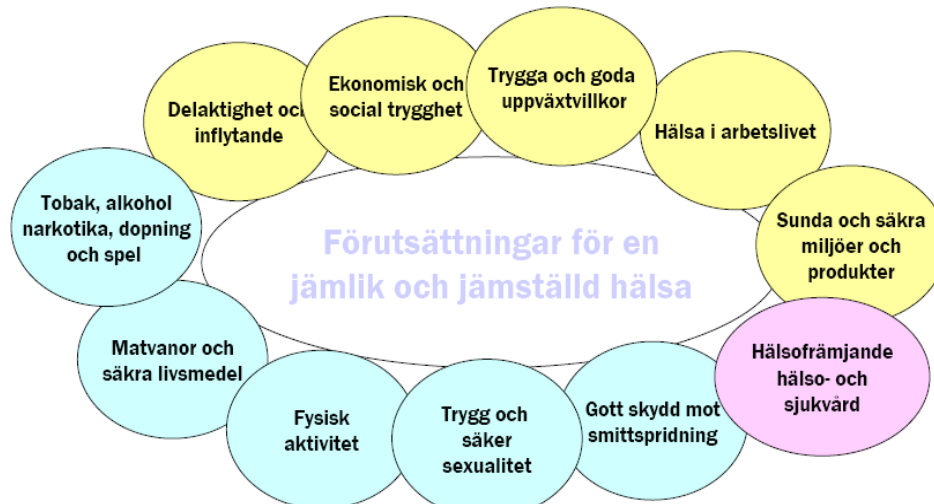 Delaktighet och
inflytande
Ekonomisk och
social trygghet
Trygga och goda
uppväxtvillkor
Hälsa i arbetslivet
Sunda och säkra
miljöer och
produkter
Hälsofrämjande
hälso- och
sjukvård
Gott skydd mot
smittspridning
Trygg och
säker
sexualitet
Fysisk
aktivitet
Matvanor och
säkra livsmedel
Tobak, alkohol
narkotika, dopning
och spel
Förutsättningar för en
jämlik och jämställd hälsa